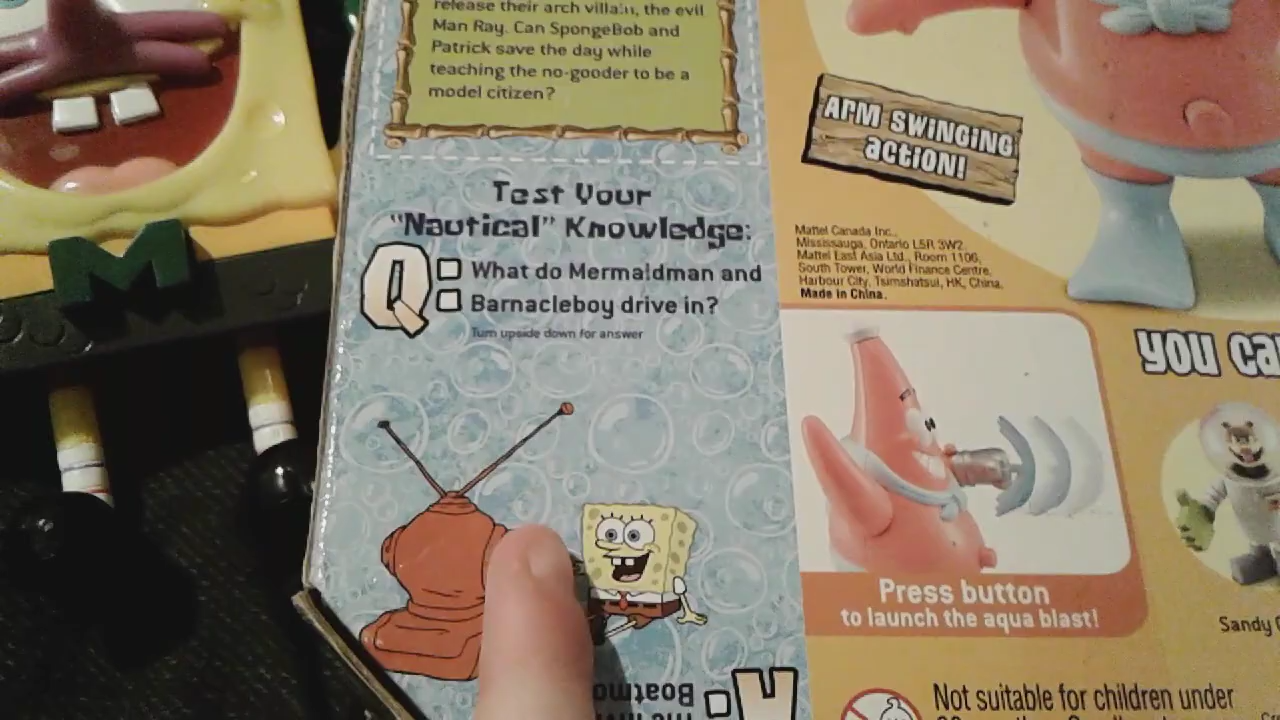 release their arch villain, the evil
Man Ray. Can SpongeBob and
Patrick save the day while
teaching the no-gooder to be a
model citizen?
ARM SWINGING
ACTION!
M
Test Your
"Nautical" Knowledge:
Q: What do Mermaidman and
Barnacleboy drive in?
Turn upside down for answer
Mattel Canada Inc.,
Mississauga, Ontario L5R 3W2.
Mattel East Asia Ltd., Room 1106,
South Tower, World Finance Centre,
Harbour City, Tsimshatsui, HK, China.
Made in China.
YOU
Press button
to launch the aqua blast!
Sandy
A:
Not suitable for children under